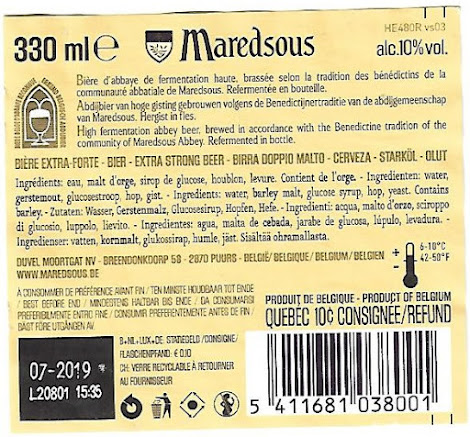 HE480R vs03
330 ml e Maredsous alc.10% vol.
Bière d'abbaye de fermentation haute, brassée selon la tradition des bénédictins de la
communauté abbatiale de Maredsous. Refermentée en bouteille.
Abdijbier van hoge gisting gebrouwen volgens de Benedictijnertraditie van de abdijgemeenschap
van Maredsous. Hergist in fles.
High fermentation abbey beer, brewed in accordance with the Benedictine tradition of the
community of Maredsous Abbey. Refermented in bottle.
BIÈRE EXTRA-FORTE - BIER - EXTRA STRONG BEER - BIRRA DOPPIO MALTO - CERVEZA - STARKÖL - OLUT
Ingrédients: eau, malt d'orge, sirop de glucose, houblon, levure. Contient de l'orge. - Ingredienten: water,
gerstemout, glucosestroop, hop, gist. - Ingredients: water, barley malt, glucose syrup, hop, yeast. Contains
barley. - Zutaten: Wasser, Gerstenmalz, Glucosesirup, Hopfen, Hefe. - Ingredienti: acqua, malto d'orzo, sciroppo
di glucosio, luppolo, lievito. - Ingredientes: agua, malta de cebada, jarabe de glucosa, lúpulo, levadura. -
Ingredienser: vatten, kornmalt, glukossirap, humle, jäst. Sisältää ohramallasta.
DUVEL MOORTGAT NV - BREENDONKDORP 58 - 2870 PUURS - BELGIË/BELGIQUE/BELGIUM/BELGIEN
WWW.MAREDSOUS.BE
+ 6-10°C
- 42-50°F
À CONSOMMER DE PRÉFÉRENCE AVANT FIN / TEN MINSTE HOUDBAAR TOT EINDE
/ BEST BEFORE END / MINDESTENS HALTBAR BIS ENDE / DA CONSUMARSI
PREFERIBILMENTE ENTRO FINE / CONSUMIR PREFERENTEMENTE ANTES DE FIN /
BÄST FÖRE UTGÅNGEN AV
PRODUIT DE BELGIQUE - PRODUCT OF BELGIUM
QUÉBEC 10¢ CONSIGNÉE/REFUND
07-2019
L20801 15:35
B+NL+LUX+DE: STATIEGELD/CONSIGNE/
FLASCHENPFAND: € 0,10
CH: VERRE RECYCLABLE À RETOURNER
AU FOURNISSEUR
5 411681 038001